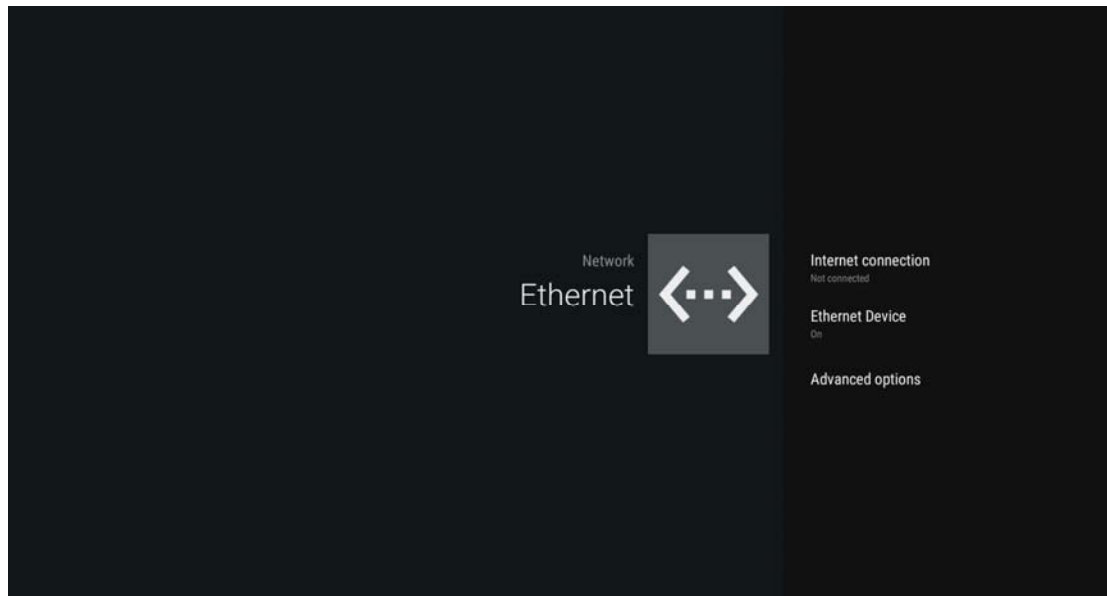 Network
Ethernet
Internet connection
Not connected
Ethernet Device
On
Advanced options